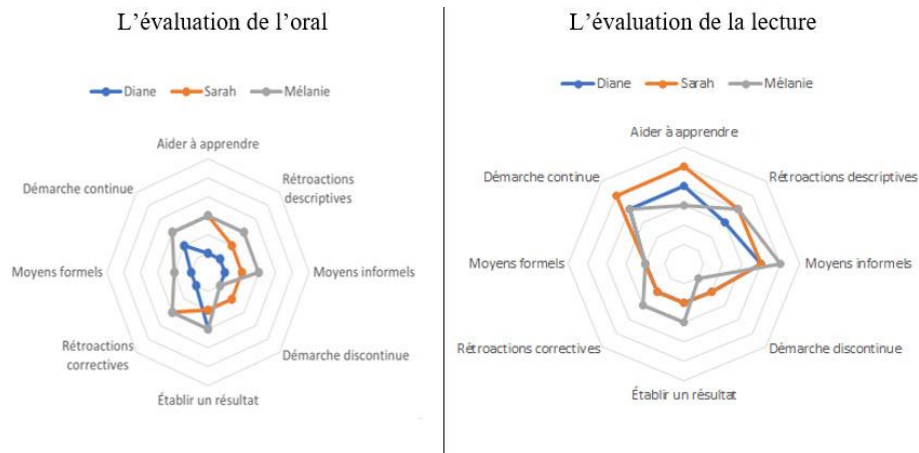 L’évaluation de l’oral
Diane Sarah Mélanie
Aider à apprendre
Rétroactions
descriptives
Démarche continue
Moyens formels
Moyens informels
Rétroactions
correctives
Démarche discontinue
Établir un résultat
L’évaluation de la lecture
Diane Sarah Mélanie
Aider à apprendre
Démarche continue
Rétroactions descriptives
Moyens formels
Moyens informels
Rétroactions correctives
Démarche discontinue
Établir un résultat